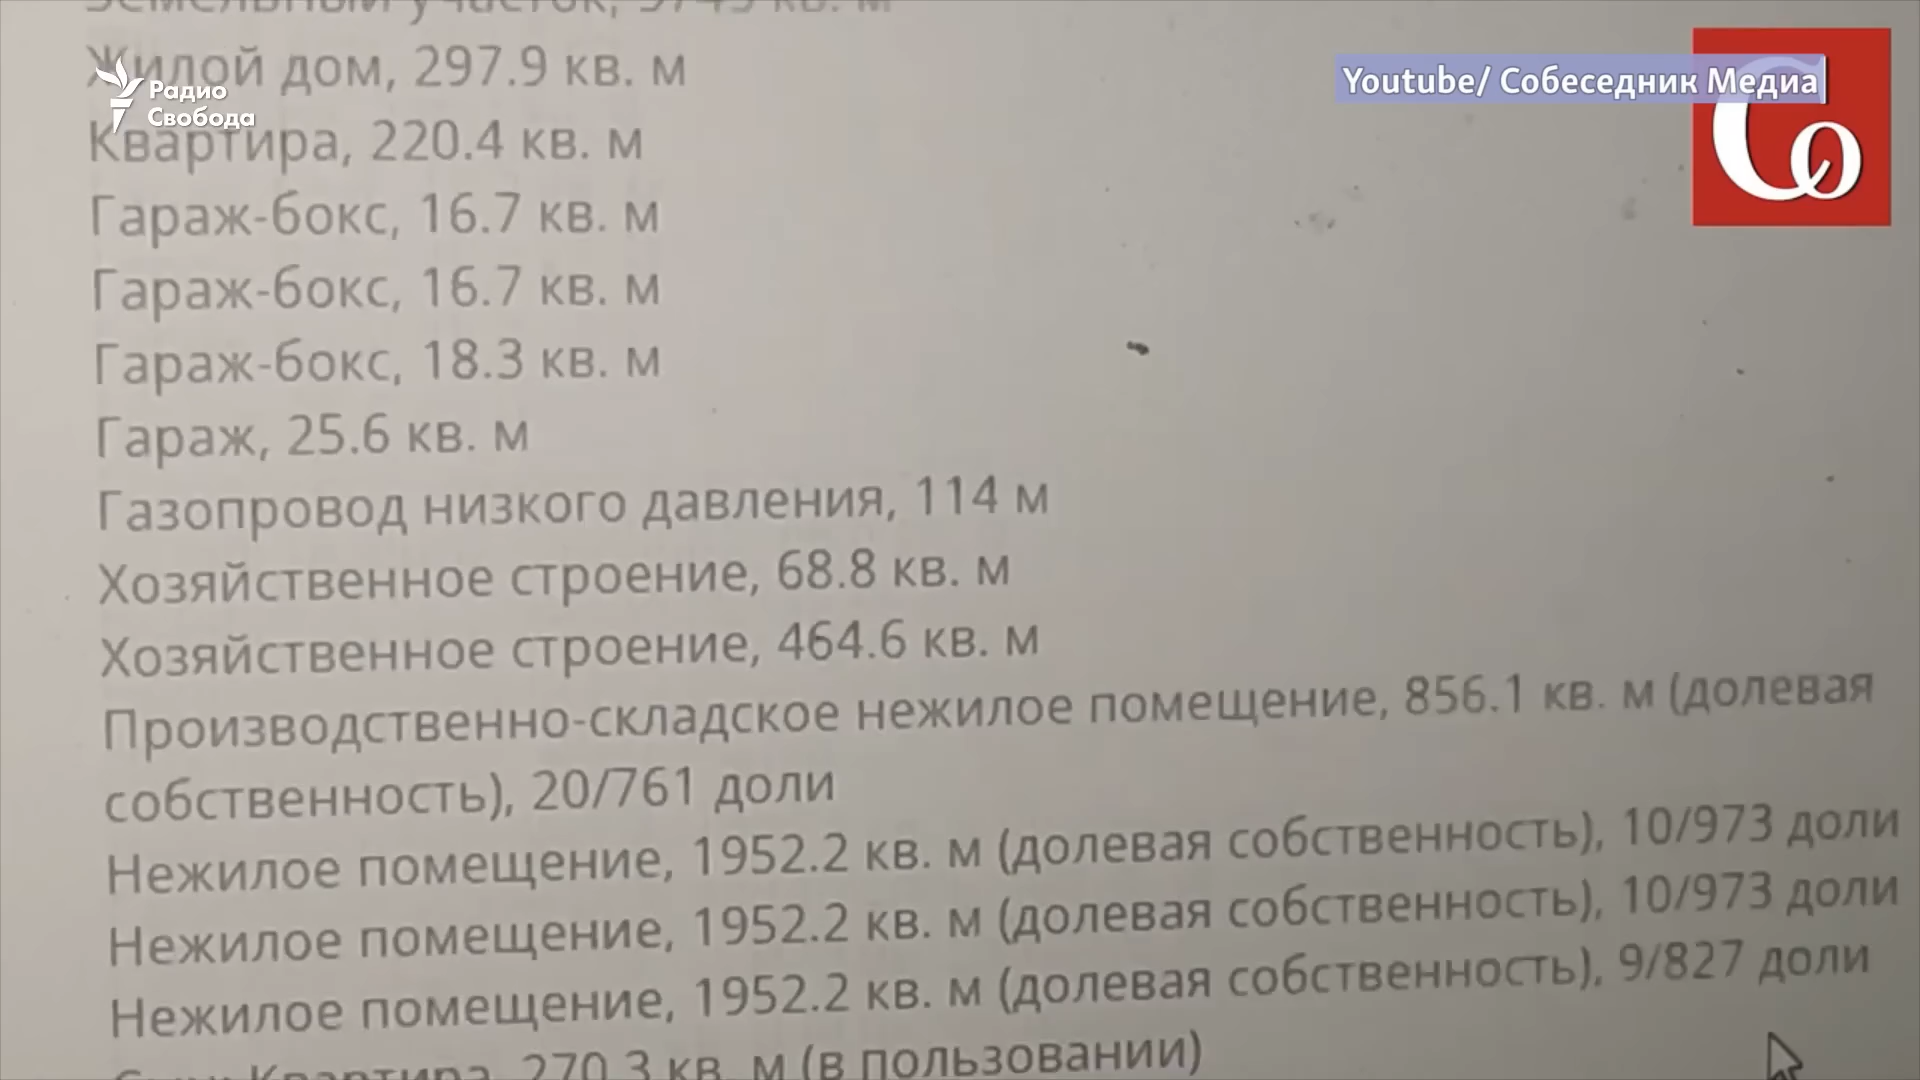 Жилой дом, 297.9 кв. м
Радио
Свобода
Youtube/ Собеседник Медиа
Со
Квартира, 220.4 кв. м
Гараж-бокс, 16.7 кв. м
Гараж-бокс, 16.7 кв. м
Гараж-бокс, 18.3 кв. м
Гараж, 25.6 кв. м
Газопровод низкого давления, 114 м
Хозяйственное строение, 68.8 кв. м
Хозяйственное строение, 464.6 кв. м
Производственно-складское нежилое помещение, 856.1 кв. м (долевая
собственность), 20/761 доли
Нежилое помещение, 1952.2 кв. м (долевая собственность), 10/973 доли
Нежилое помещение, 1952.2 кв. м (долевая собственность), 10/973 доли
Нежилое помещение, 1952.2 кв. м (долевая собственность), 9/827 доли
Квартира, 270.3 кв. м (в пользовании)